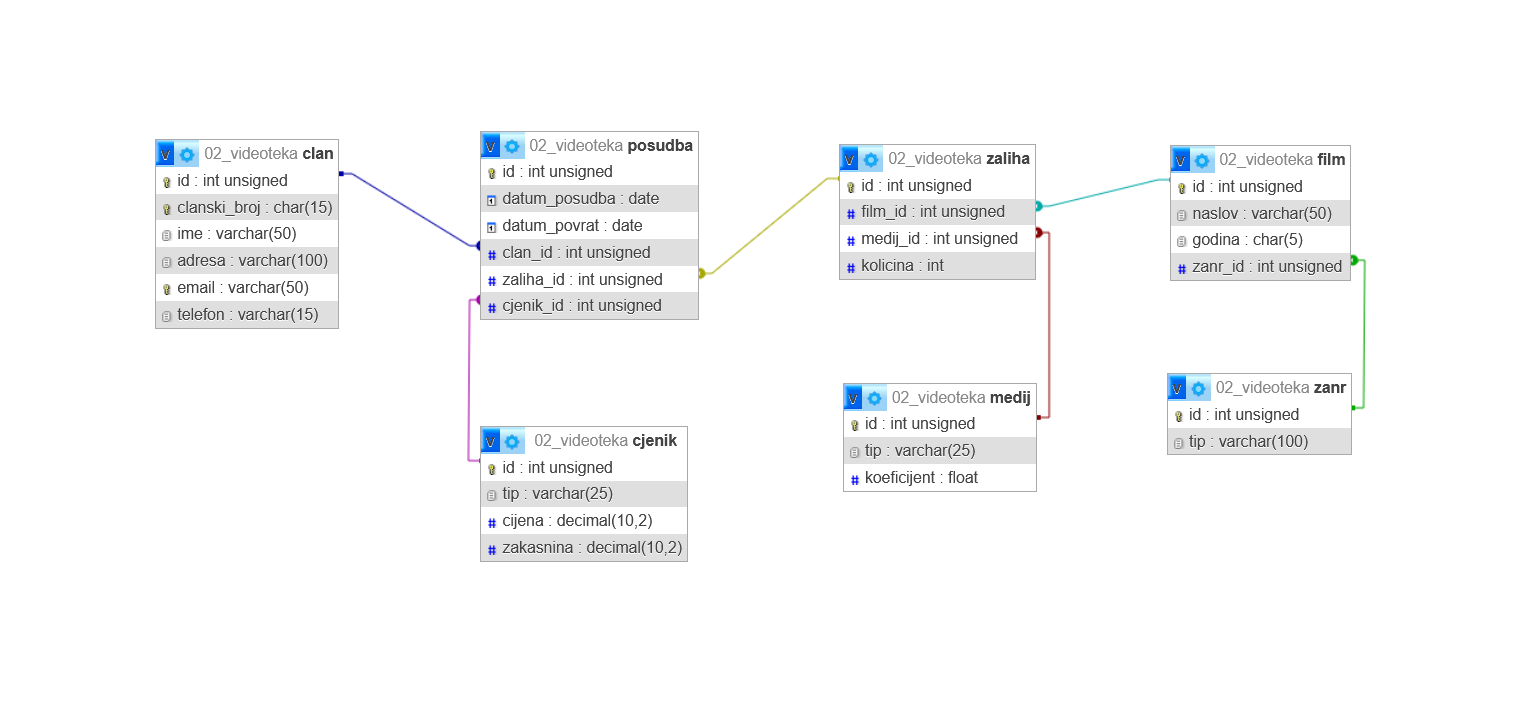 02_videoteka clan
id : int unsigned
clanski_broj : char(15)
ime : varchar(50)
adresa : varchar(100)
email : varchar(50)
telefon : varchar(15)
02_videoteka posudba
id : int unsigned
datum_posudba : date
datum_povrat : date
clan_id : int unsigned
zaliha_id : int unsigned
cjenik_id : int unsigned
02_videoteka zaliha
id : int unsigned
film_id : int unsigned
medij_id : int unsigned
kolicina : int
02_videoteka film
id : int unsigned
naslov : varchar(50)
godina : char(5)
zanr_id : int unsigned
02_videoteka cjenik
id : int unsigned
tip : varchar(25)
cijena : decimal(10,2)
zakasnina : decimal(10,2)
02_videoteka medij
id : int unsigned
tip : varchar(25)
koeficijent : float
02_videoteka zanr
id : int unsigned
tip : varchar(100)